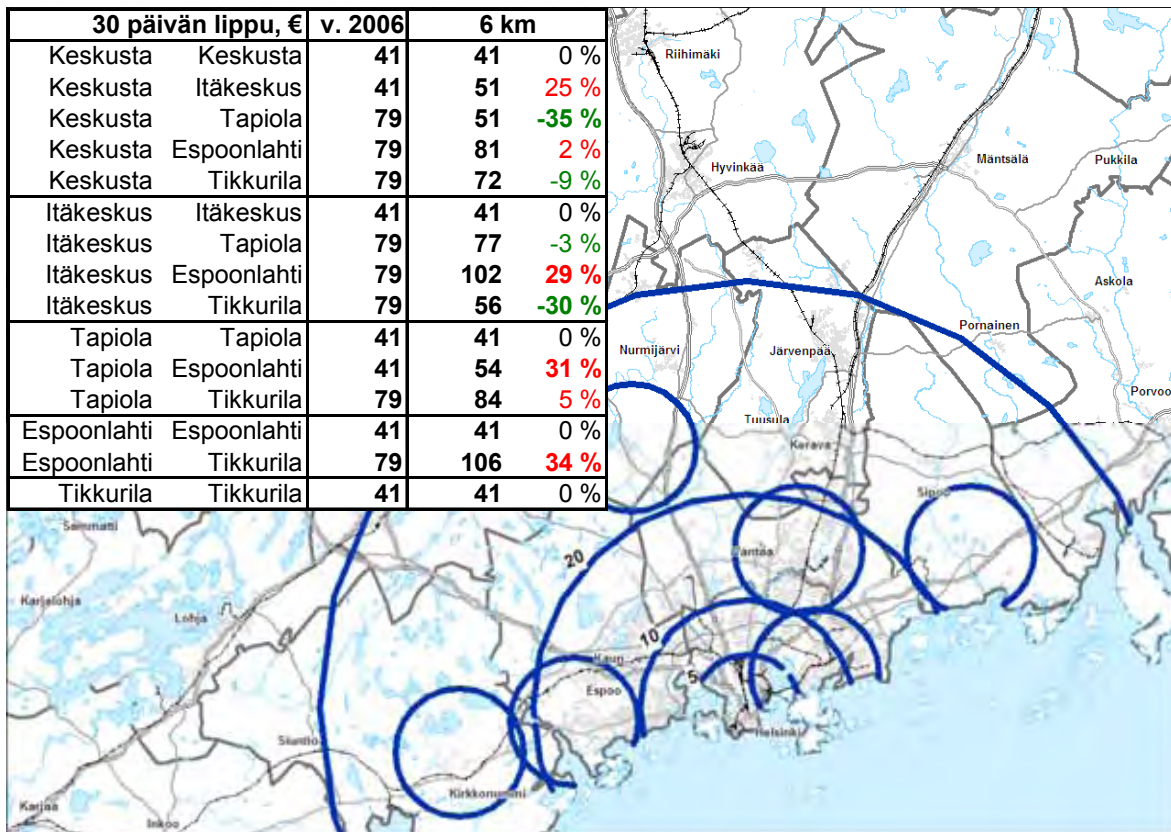 30 päivän lippu, € v. 2006 6 km
Keskusta Keskusta 41 41 0 %
Keskusta Itäkeskus 41 51 25 %
Keskusta Tapiola 79 51 -35 %
Keskusta Espoonlahti 79 81 2 %
Keskusta Tikkurila 79 72 -9 %
Itäkeskus Itäkeskus 41 41 0 %
Itäkeskus Tapiola 79 77 -3 %
Itäkeskus Espoonlahti 79 102 29 %
Itäkeskus Tikkurila 79 56 -30 %
Tapiola Tapiola 41 41 0 %
Tapiola Espoonlahti 41 54 31 %
Tapiola Tikkurila 79 84 5 %
Espoonlahti Espoonlahti 41 41 0 %
Espoonlahti Tikkurila 79 106 34 %
Tikkurila Tikkurila 41 41 0 %
Riihimäki
Mäntsälä
Pukkila
Hyvinkää
Askola
Pornainen
Nurmijärvi
Järvenpää
Porvoo
Tuusula
Kerava
Sipoo
Sammatti
Vantaa
20
Karjalohja
Lohja
10
Kaun
5
Espoo
Helsinki
Siuntio
Kirkkonummi
Karjaa
Inkoo